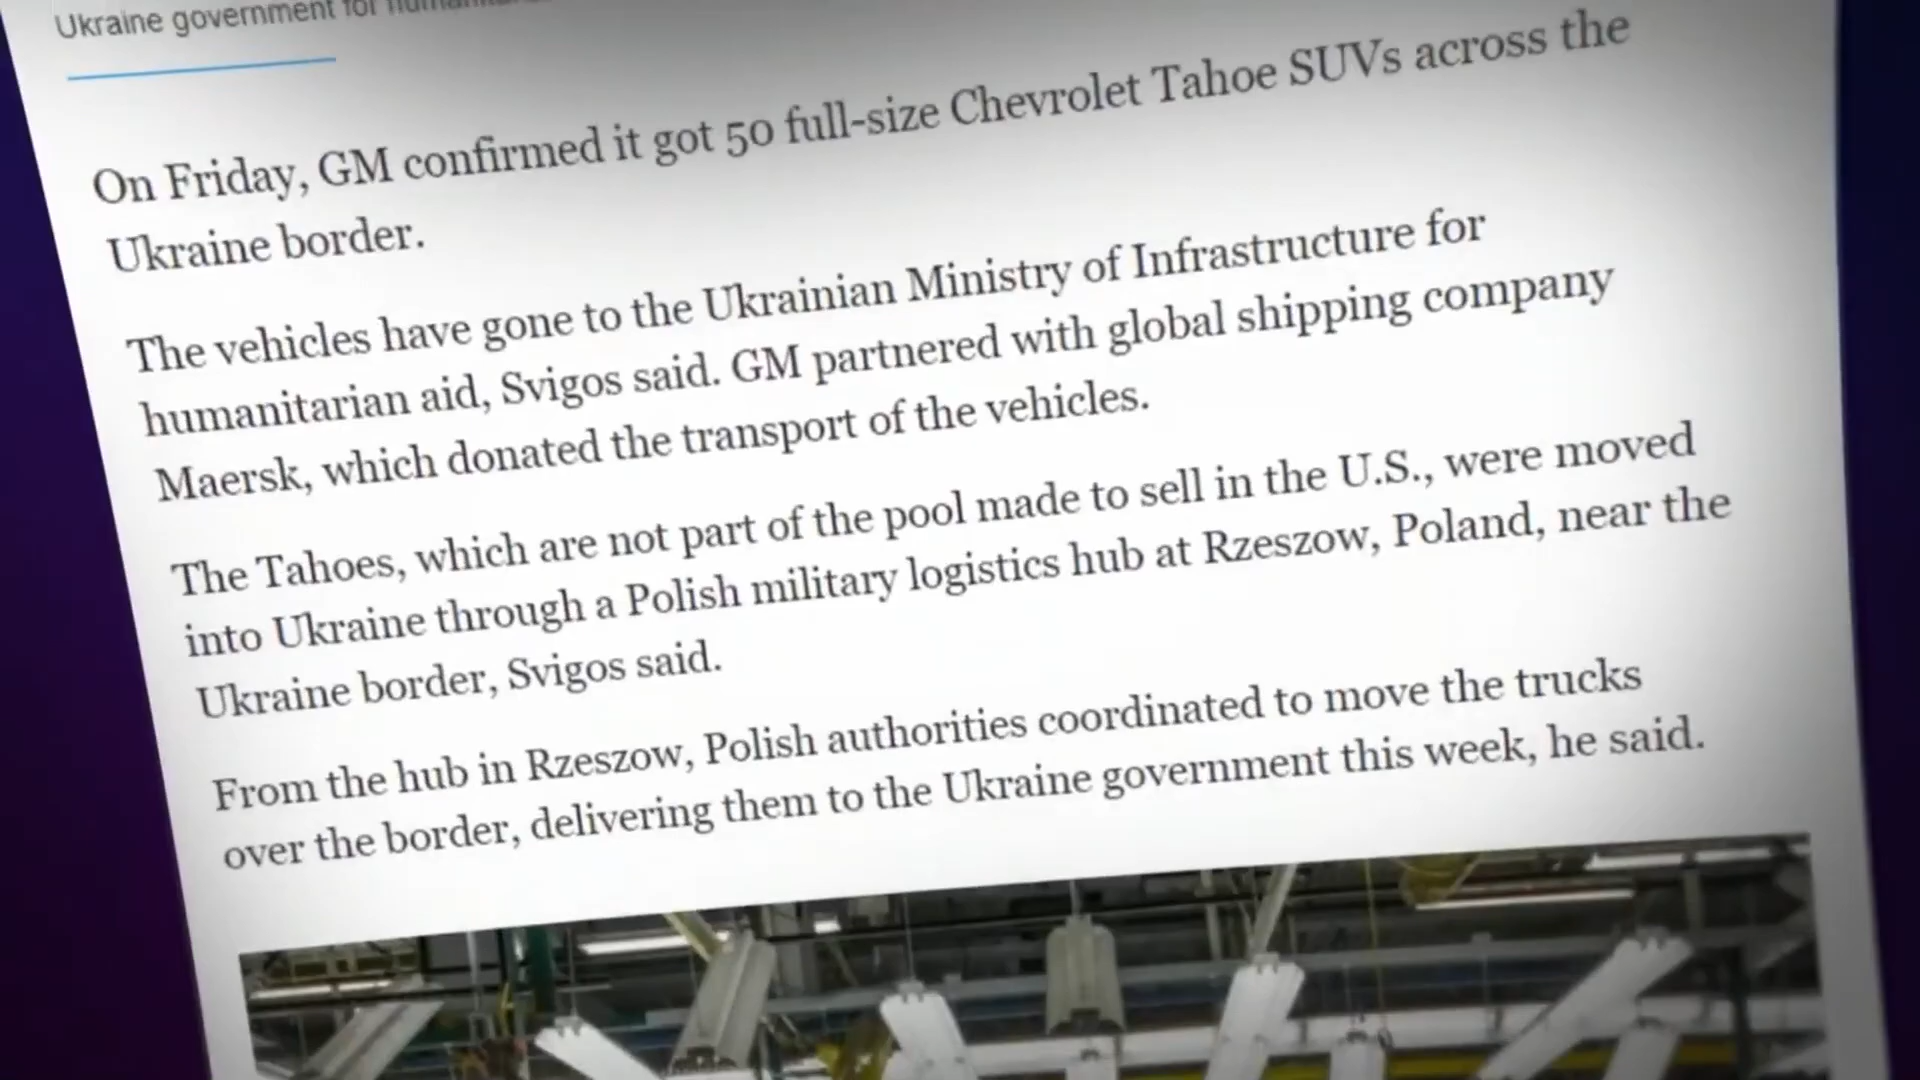 Ukraine government for
On Friday, GM confirmed it got 50 full-size Chevrolet Tahoe SUVs across the
Ukraine border.
The vehicles have gone to the Ukrainian Ministry of Infrastructure for
humanitarian aid, Svigos said. GM partnered with global shipping company
Maersk, which donated the transport of the vehicles.
The Tahoes, which are not part of the pool made to sell in the U.S., were moved
into Ukraine through a Polish military logistics hub at Rzeszow, Poland, near the
Ukraine border, Svigos said.
From the hub in Rzeszow, Polish authorities coordinated to move the trucks
over the border, delivering them to the Ukraine government this week, he said.